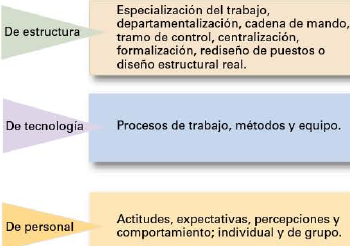 De estructura
Especialización del trabajo,
departamentalización, cadena de mando,
tramo de control, centralización,
formalización, rediseño de puestos o
diseño estructural real.
De tecnología
Procesos de trabajo, métodos y equipo.
De personal
Actitudes, expectativas, percepciones y
comportamiento; individual y de grupo.